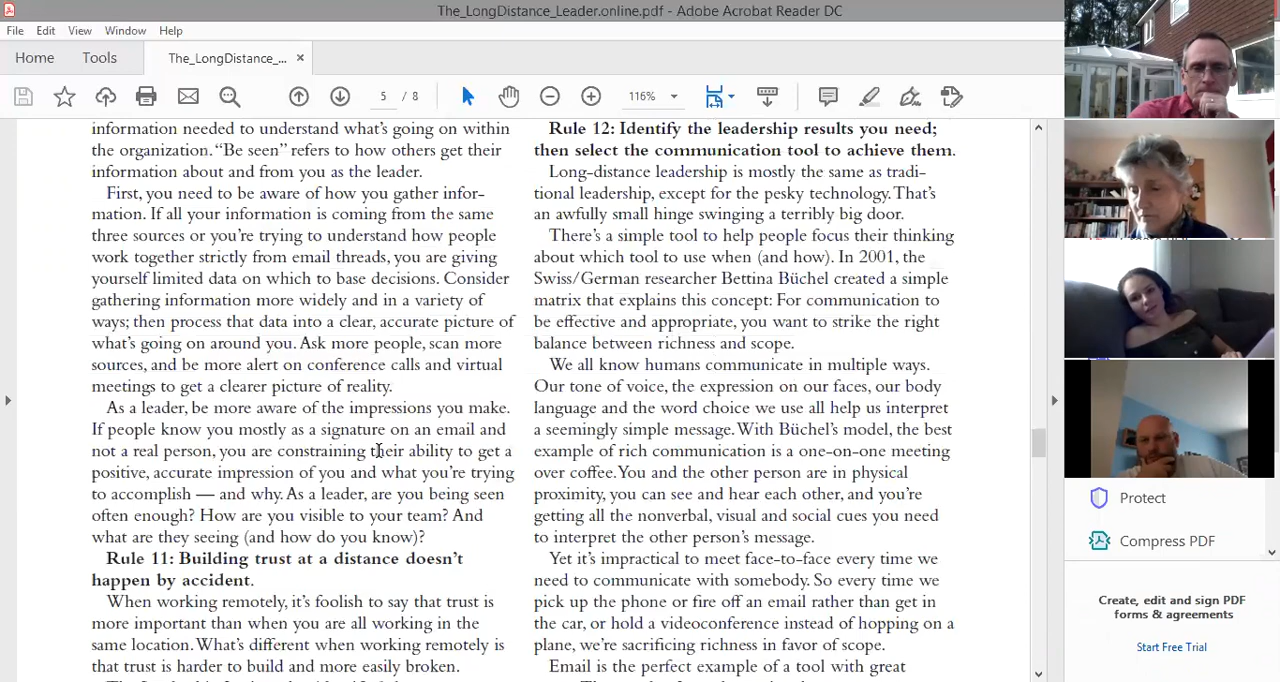 The_LongDistance_Leader.online.pdf - Adobe Acrobat Reader DC
File Edit View Window Help
Home Tools The_LongDistance_... ×
5 / 8 116%
information needed to understand what's going on within
the organization. “Be seen” refers to how others get their
information about and from you as the leader.
First, you need to be aware of how you gather infor-
mation. If all your information is coming from the same
three sources or you're trying to understand how people
work together strictly from email threads, you are giving
yourself limited data on which to base decisions. Consider
gathering information more widely and in a variety of
ways; then process that data into a clear, accurate picture of
what's going on around you. Ask more people, scan more
sources, and be more alert on conference calls and virtual
meetings to get a clearer picture of reality.
As a leader, be more aware of the impressions you make.
If people know you mostly as a signature on an email and
not a real person, you are constraining their ability to get a
positive, accurate impression of you and what you're trying
to accomplish — and why. As a leader, are you being seen
often enough? How are you visible to your team? And
what are they seeing (and how do you know)?
Rule 11: Building trust at a distance doesn't
happen by accident.
When working remotely, it's foolish to say that trust is
more important than when you are all working in the
same location. What's different when working remotely is
that trust is harder to build and more easily broken.
Rule 12: Identify the leadership results you need;
then select the communication tool to achieve them.
Long-distance leadership is mostly the same as tradi-
tional leadership, except for the pesky technology. That's
an awfully small hinge swinging a terribly big door.
There's a simple tool to help people focus their thinking
about which tool to use when (and how). In 2001, the
Swiss/German researcher Bettina Büchel created a simple
matrix that explains this concept: For communication to
be effective and appropriate, you want to strike the right
balance between richness and scope.
We all know humans communicate in multiple ways.
Our tone of voice, the expression on our faces, our body
language and the word choice we use all help us interpret
a seemingly simple message. With Büchel's model, the best
example of rich communication is a one-on-one meeting
over coffee. You and the other person are in physical
proximity, you can see and hear each other, and you're
getting all the nonverbal, visual and social cues you need
to interpret the other person's message.
Yet it's impractical to meet face-to-face every time we
need to communicate with somebody. So every time we
pick up the phone or fire off an email rather than get in
the car, or hold a videoconference instead of hopping on a
plane, we're sacrificing richness in favor of scope.
Email is the perfect example of a tool with great
Protect
Compress PDF
Create, edit and sign PDF
forms & agreements
Start Free Trial